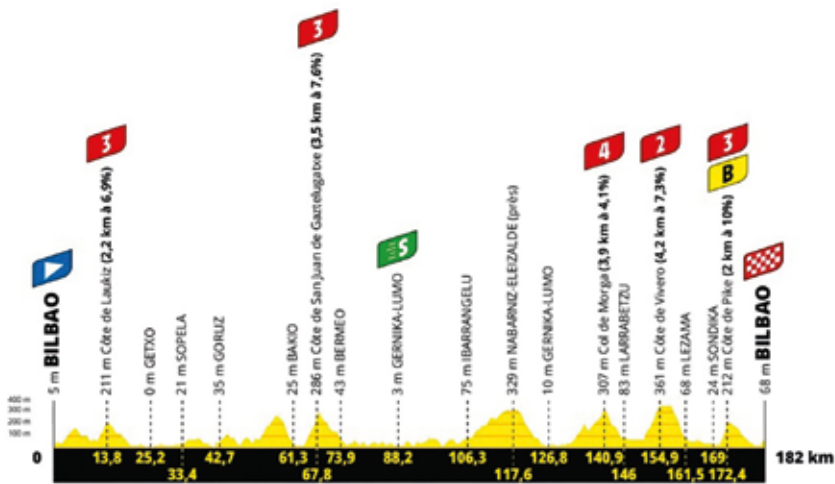 3
3
4
2
3
B
S
5 m BILBAO
211 m Côte de Laukiz (2,2 km à 6,9%)
0 m GETXO
21 m SOPELA
35 m GORLIZ
25 m BAKIO
286 m Côte de San Juan de Gaztelugatxe (3,5 km à 7,6%)
43 m BERMEO
3 m GERNIKA-LUMO
75 m IBARRANGELU
329 m NABARNIZ-ELEIZALDE (près)
10 m GERNIKA-LUMO
307 m Col de Morga (3,9 km à 4,1%)
83 m LARRABETZU
361 m Côte de Vivero (4,2 km à 7,3%)
68 m LEZAMA
24 m SONDIKA
212 m Côte de Pike (2 km à 10%)
68 m BILBAO
400 m
300 m
200 m
100 m
0 13,8 25,2 42,7 61,3 73,9 88,2 106,3 126,8 140,9 154,9 169 182 km
33,4 67,8 117,6 146 161,5 172,4